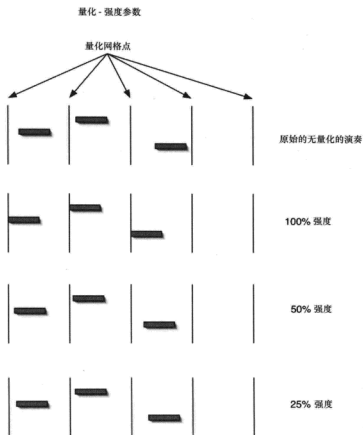 量化 - 强度参数
量化网格点
原始的无量化的演奏
100% 强度
50% 强度
25% 强度